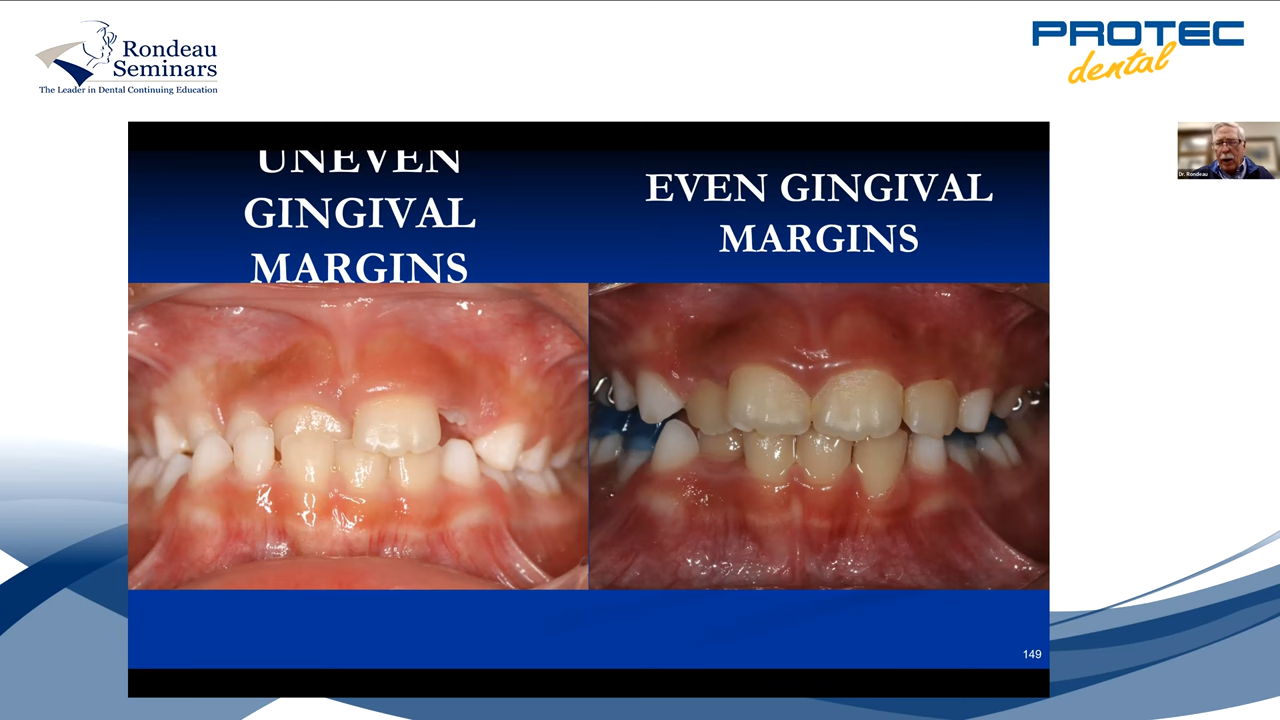 Rondeau
Seminars
The Leader in Dental Continuing Education
PROTEC
dental
UNEVEN
GINGIVAL
MARGINS
EVEN GINGIVAL
MARGINS
Dr. Rondeau
149